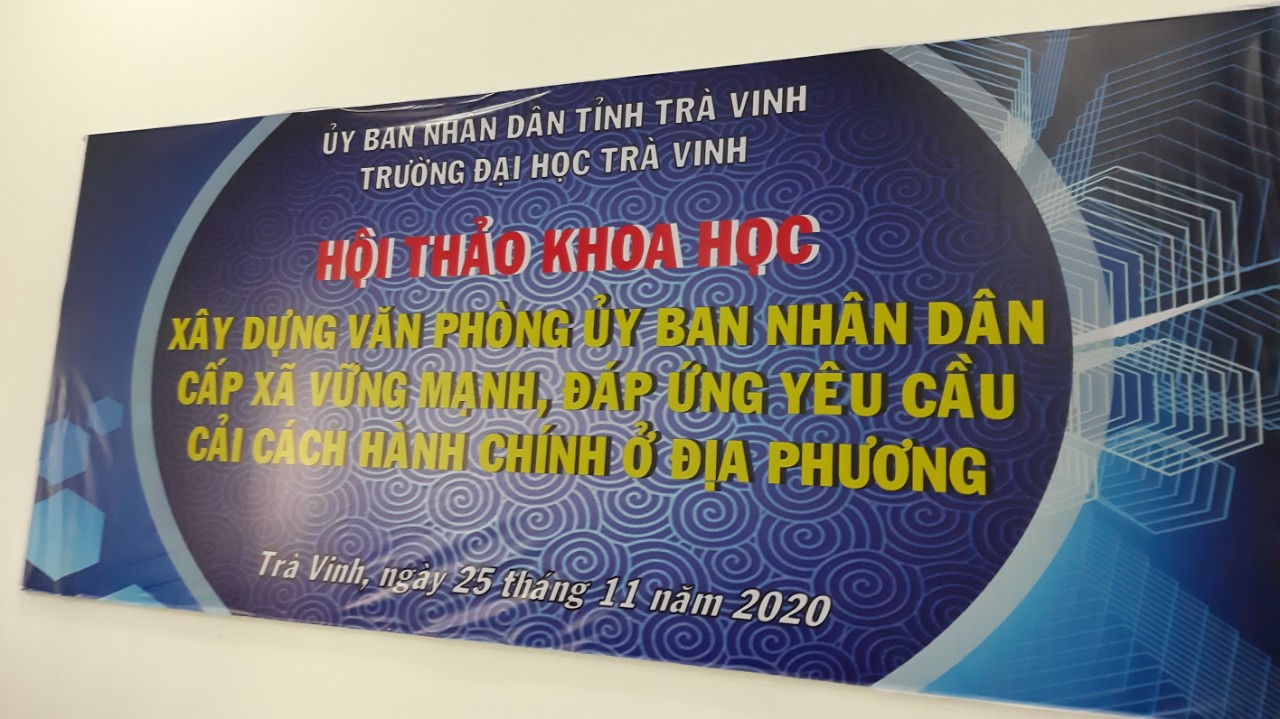 ỦY BAN NHÂN DÂN TỈNH TRÀ VINH
TRƯỜNG ĐẠI HỌC TRÀ VINH
HỘI THẢO KHOA HỌC
XÂY DỰNG VĂN PHÒNG ỦY BAN NHÂN DÂN
CẤP XÃ VỮNG MẠNH, ĐÁP ỨNG YÊU CẦU
CẢI CÁCH HÀNH CHÍNH Ở ĐỊA PHƯƠNG
Trà Vinh, ngày 25 tháng 11 năm 2020